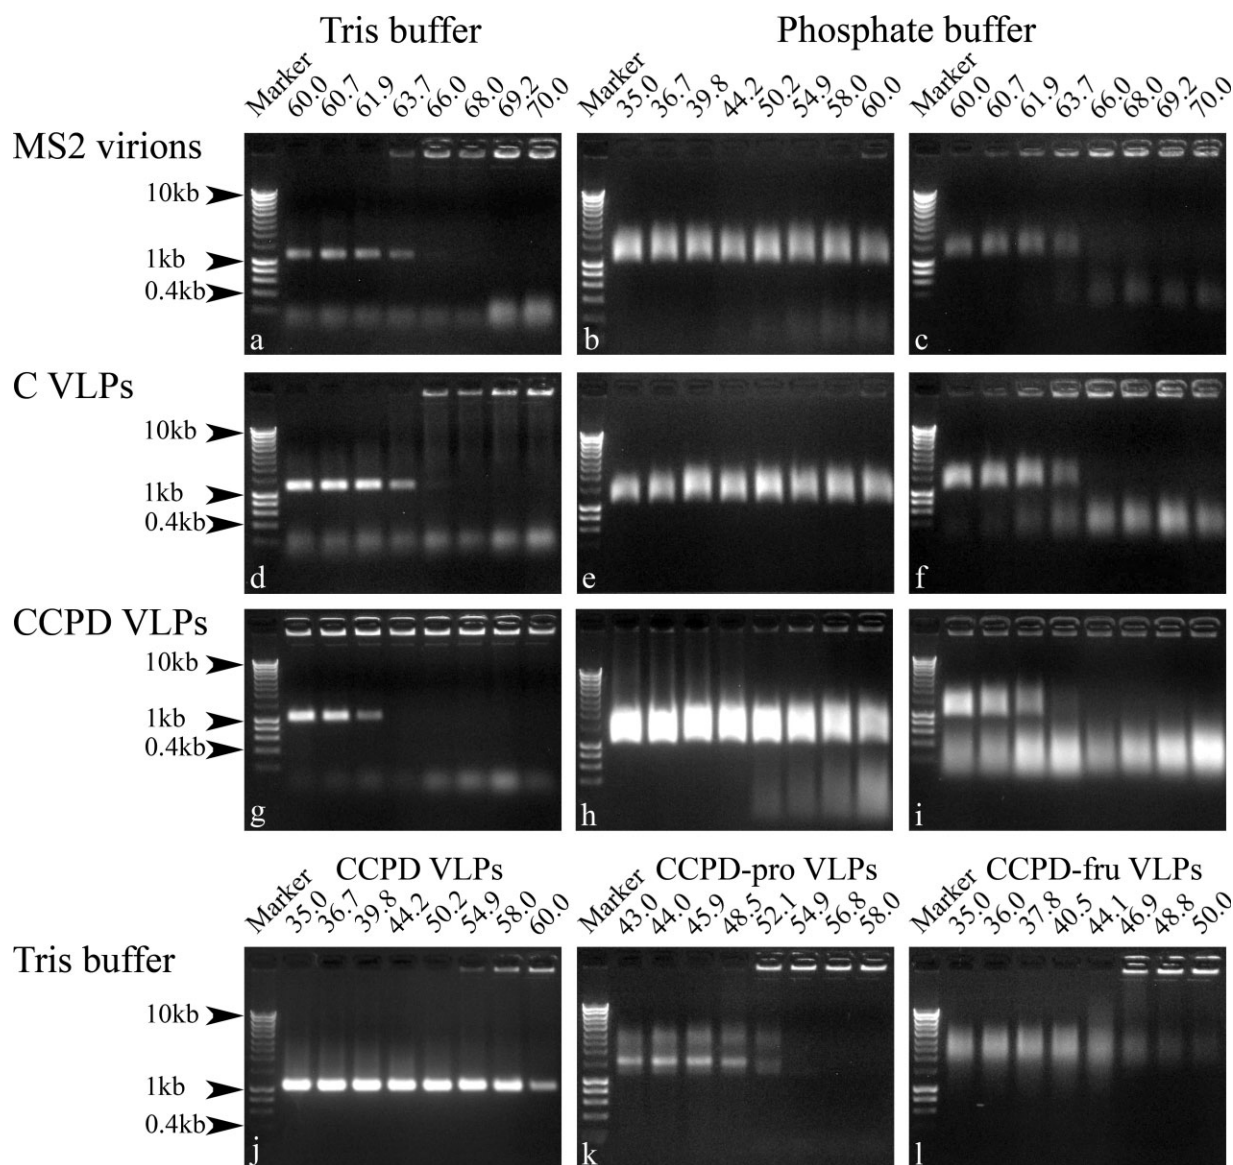 Tris buffer Phosphate buffer
Marker 60.0 60.7 61.9 63.7 66.0 68.0 69.2 70.0 Marker 35.0 36.7 39.8 44.2 50.2 54.9 58.0 60.0 Marker 60.0 60.7 61.9 63.7 66.0 68.0 69.2 70.0
MS2 virions
10kb
1kb
0.4kb
a b c
C VLPs
10kb
1kb
0.4kb
d e f
CCPD VLPs
10kb
1kb
0.4kb
g h i
CCPD VLPs CCPD-pro VLPs CCPD-fru VLPs
Marker 35.0 36.7 39.8 44.2 50.2 54.9 58.0 60.0 Marker 43.0 44.0 45.9 48.5 52.1 54.9 56.8 58.0 Marker 35.0 36.0 37.8 40.5 44.1 46.9 48.8 50.0
Tris buffer
10kb
1kb
0.4kb
j k l